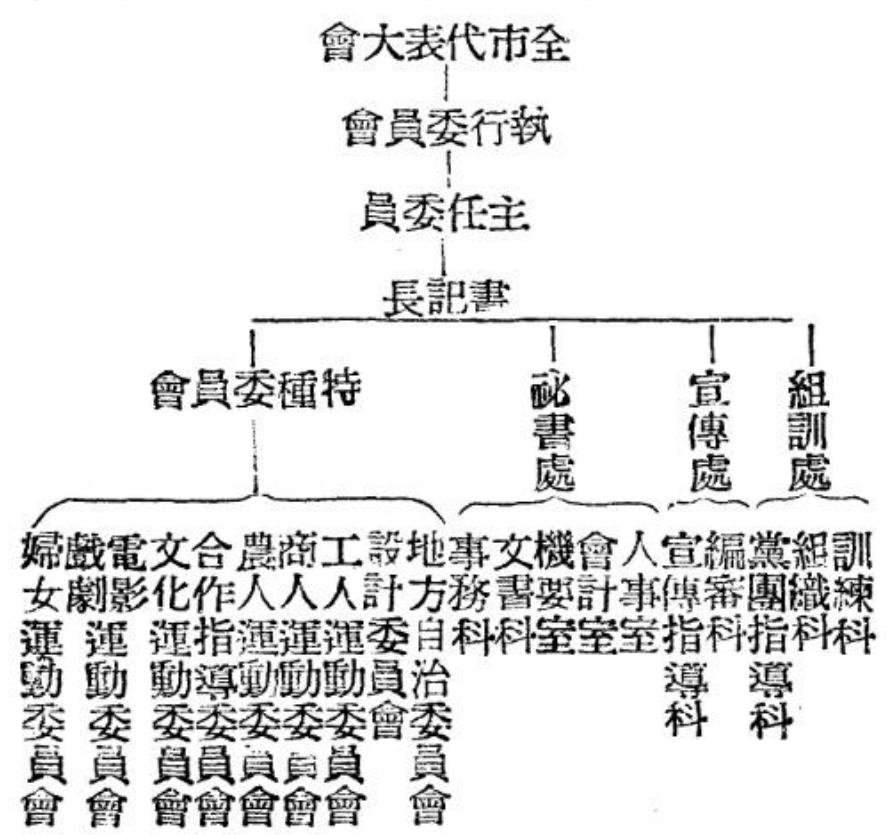 全市代表大會
執行委員會
主任委員
書記長
組訓處
宣傳處
祕書處
特種委員會
訓練科
組織科
黨團指導科
編審科
宣傳指導科
人事室
會計室
機要室
文書科
事務科
地方自治委員會
設計委員會
工人運動委員會
商人運動委員會
農人運動委員會
合作指導委員會
文化運動委員會
電影戲劇運動委員會
婦女運動委員會